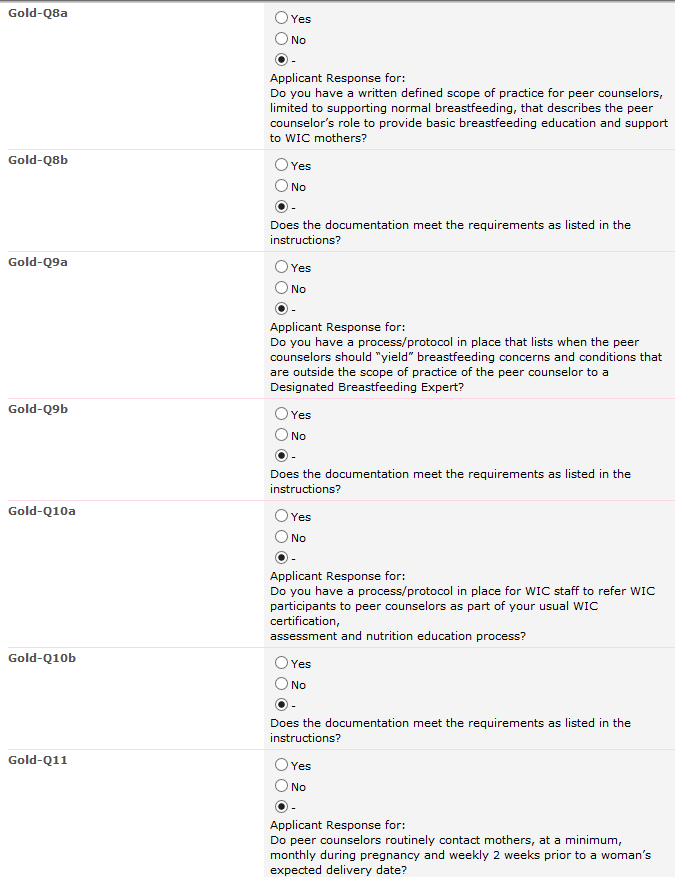 Gold-Q8a
Yes
No
-
Applicant Response for:
Do you have a written defined scope of practice for peer counselors,
limited to supporting normal breastfeeding, that describes the peer
counselor’s role to provide basic breastfeeding education and support
to WIC mothers?
Gold-Q8b
Yes
No
-
Does the documentation meet the requirements as listed in the
instructions?
Gold-Q9a
Yes
No
-
Applicant Response for:
Do you have a process/protocol in place that lists when the peer
counselors should “yield” breastfeeding concerns and conditions that
are outside the scope of practice of the peer counselor to a
Designated Breastfeeding Expert?
Gold-Q9b
Yes
No
-
Does the documentation meet the requirements as listed in the
instructions?
Gold-Q10a
Yes
No
-
Applicant Response for:
Do you have a process/protocol in place for WIC staff to refer WIC
participants to peer counselors as part of your usual WIC
certification,
assessment and nutrition education process?
Gold-Q10b
Yes
No
-
Does the documentation meet the requirements as listed in the
instructions?
Gold-Q11
Yes
No
-
Applicant Response for:
Do peer counselors routinely contact mothers, at a minimum,
monthly during pregnancy and weekly 2 weeks prior to a woman’s
expected delivery date?